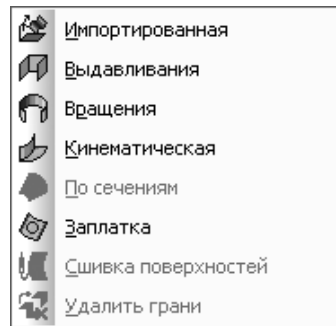 Импортированная
Выдавливания
Вращения
Кинематическая
По сечениям
Заплатка
Сшивка поверхностей
Удалить грани